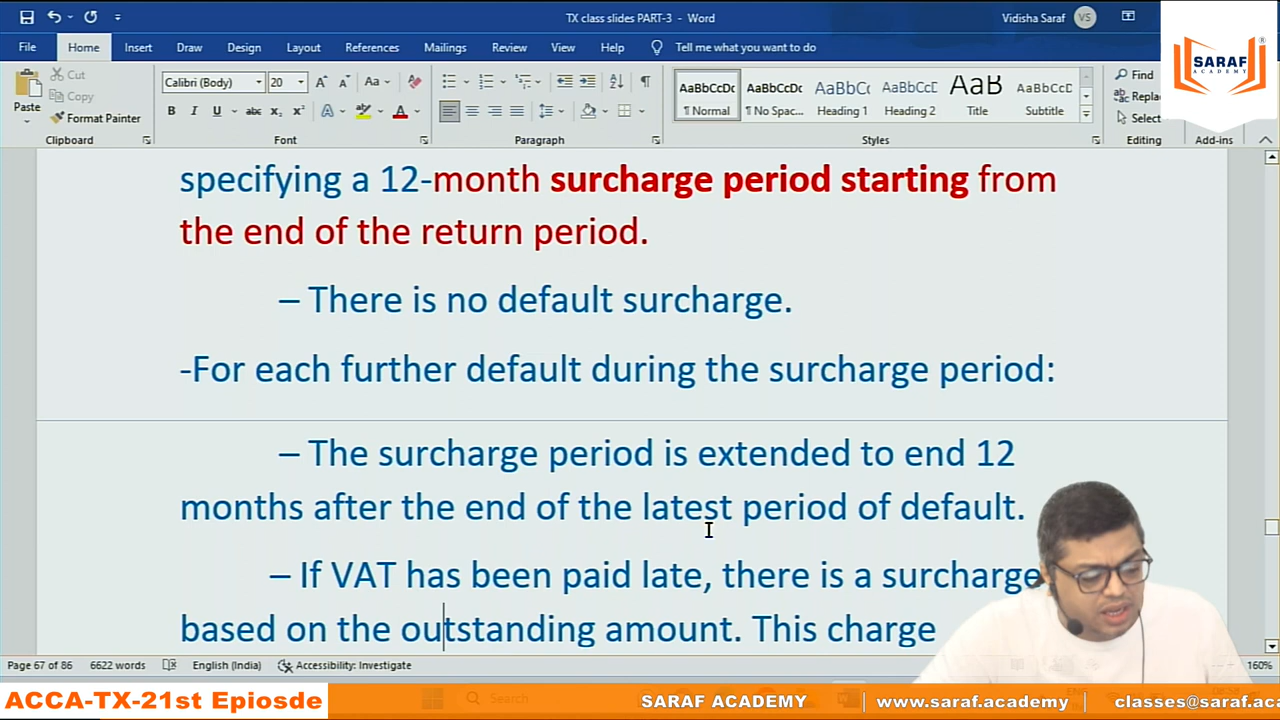 TX class slides PART-3 - Word
Vidisha Saraf
VS
File
Home
Insert
Draw
Design
Layout
References
Mailings
Review
View
Help
Tell me what you want to do
SARAF
ACADEMY
Paste
Cut
Copy
Format Painter
Clipboard
Calibri (Body)
20
Font
Paragraph
AaBbCcDc
¶ Normal
AaBbCcDc
¶ No Spac...
AaBbCc
Heading 1
AaBbCcD
Heading 2
AaB
Title
AaBbCcD
Subtitle
Styles
Find
Select
Editing
Add-ins
specifying a 12-month surcharge period starting from
the end of the return period.
– There is no default surcharge.
-For each further default during the surcharge period:
– The surcharge period is extended to end 12
months after the end of the latest period of default.
– If VAT has been paid late, there is a surcharge
based on the outstanding amount. This charge
Page 67 of 86
6622 words
English (India)
Accessibility: Investigate
160%
ACCA-TX-21st Epiosde
Search
SARAF ACADEMY
www.saraf.academy
classes@saraf.aca